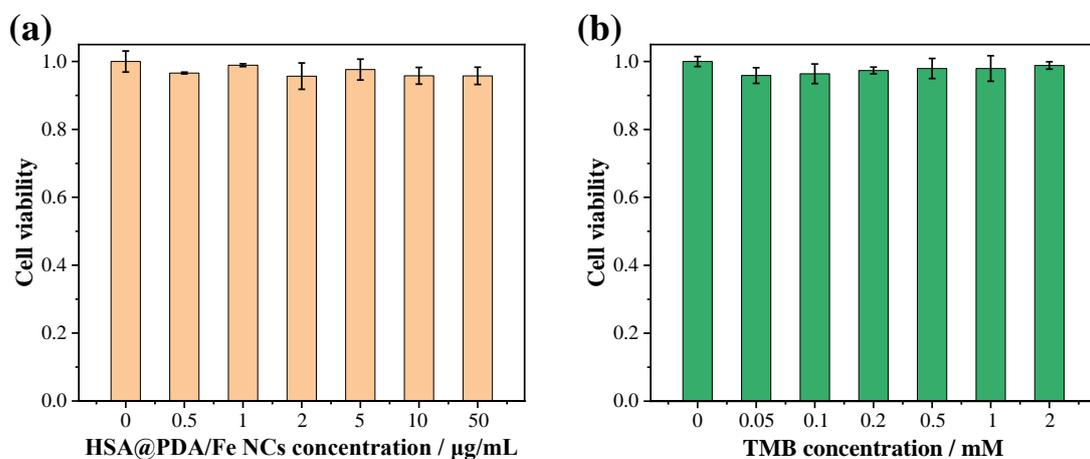 (a)
Cell viability
1.0
0.8
0.6
0.4
0.2
0.0
0 0.5 1 2 5 10 50
HSA@PDA/Fe NCs concentration / μg/mL
(b)
Cell viability
1.0
0.8
0.6
0.4
0.2
0.0
0 0.05 0.1 0.2 0.5 1 2
TMB concentration / mM